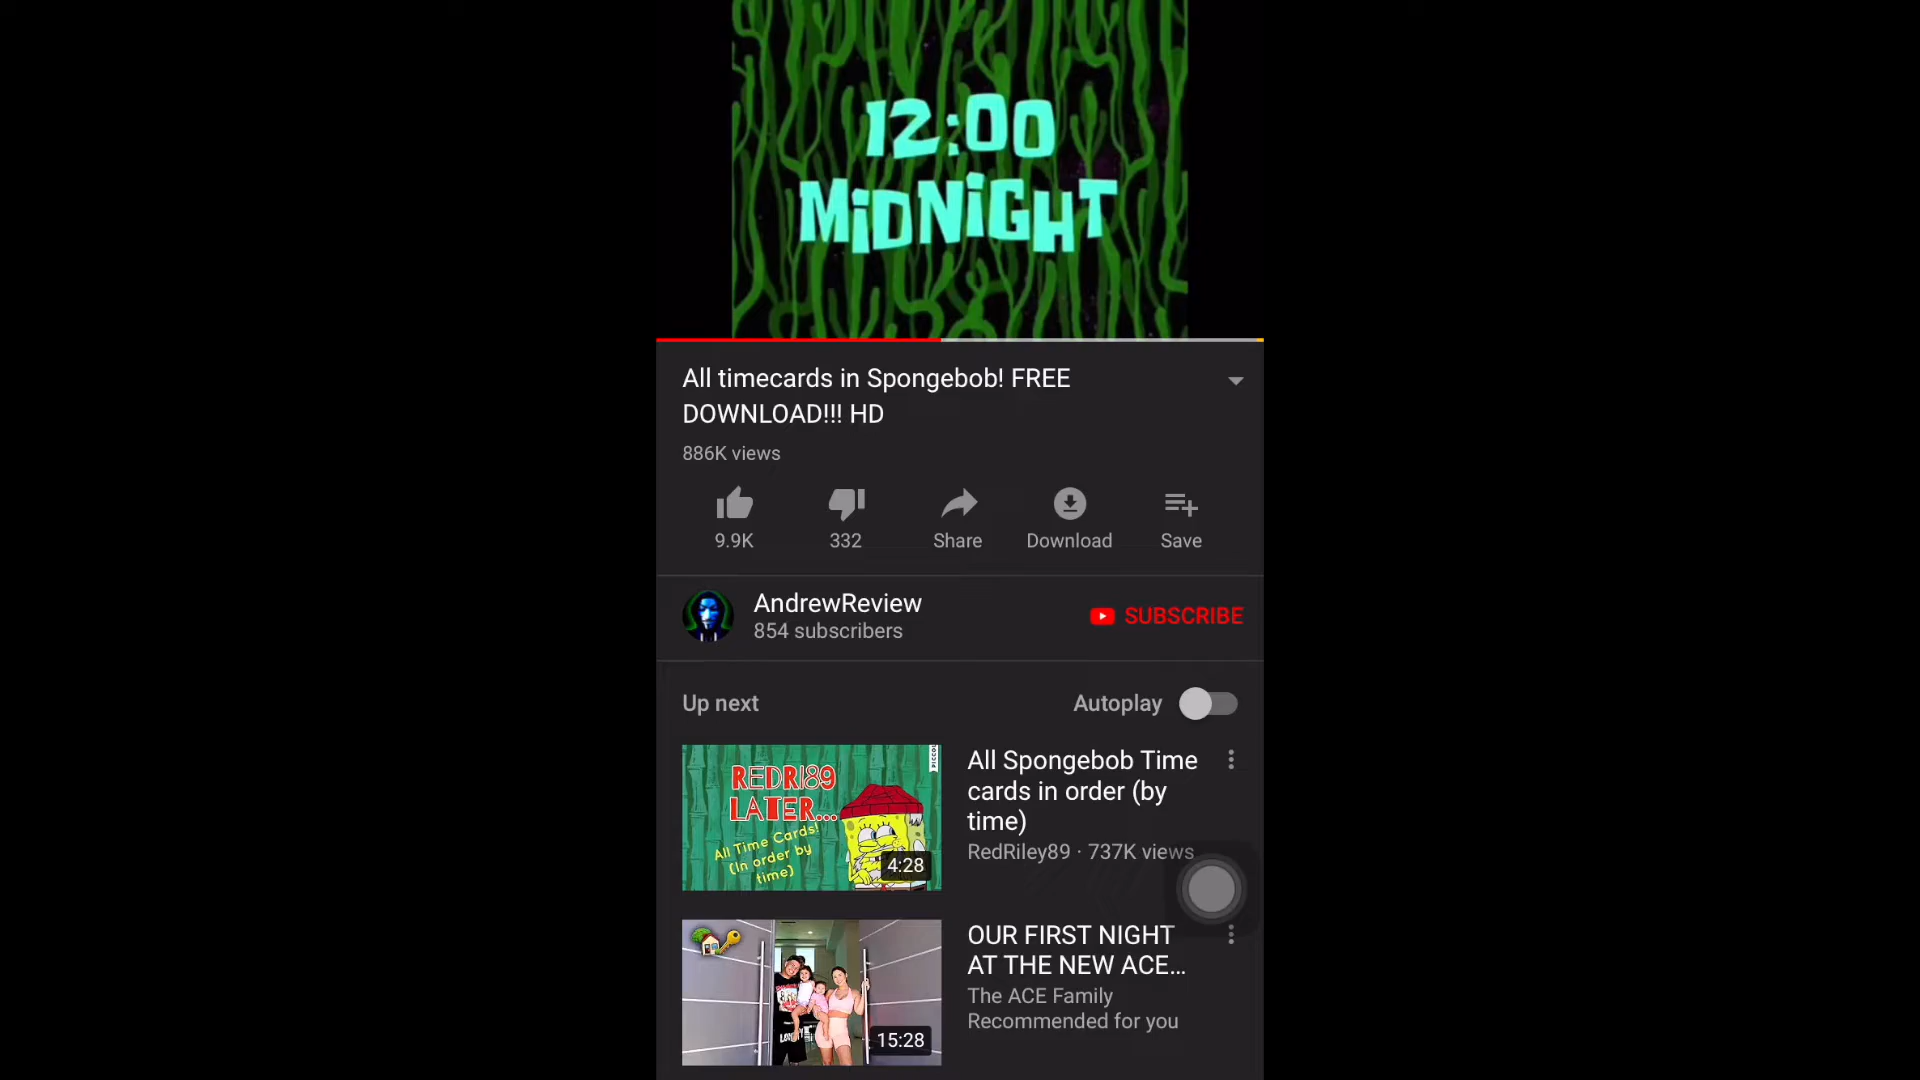 12:00
MiDNiGHT
All timecards in Spongebob! FREE
DOWNLOAD!!! HD
886K views
9.9K
332
Share
Download
Save
AndrewReview
854 subscribers
SUBSCRIBE
Up next
Autoplay
REDRI89
LATER...
All Time Cards!
(In order by
time)
4:28
All Spongebob Time
cards in order (by
time)
RedRiley89 · 737K views
OUR FIRST NIGHT
AT THE NEW ACE...
The ACE Family
Recommended for you
15:28